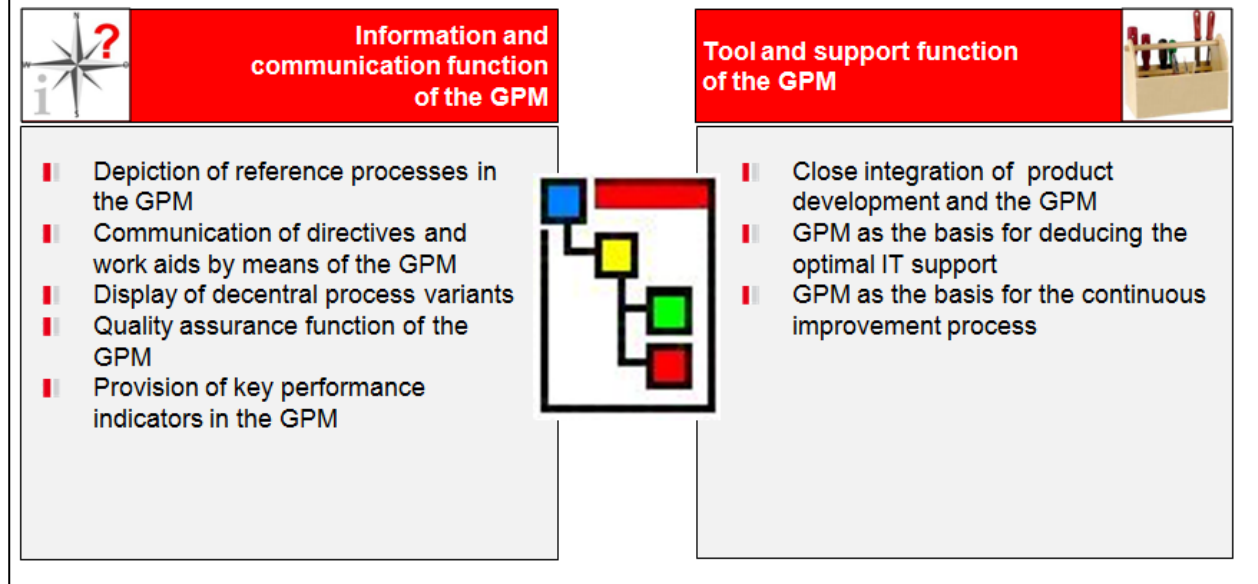 ?
i
Information and
communication function
of the GPM
Depiction of reference processes in
the GPM
Communication of directives and
work aids by means of the GPM
Display of decentral process variants
Quality assurance function of the
GPM
Provision of key performance
indicators in the GPM
Tool and support function
of the GPM
Close integration of product
development and the GPM
GPM as the basis for deducing the
optimal IT support
GPM as the basis for the continuous
improvement process